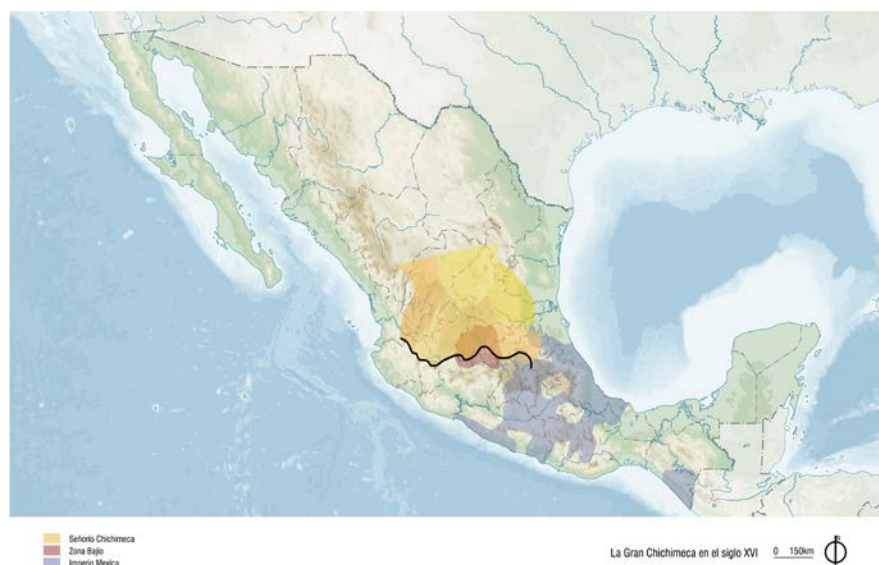 Señorío Chichimeca
Zona Bajío
Imperio Mexica
La Gran Chichimeca en el siglo XVI 0 150km
N